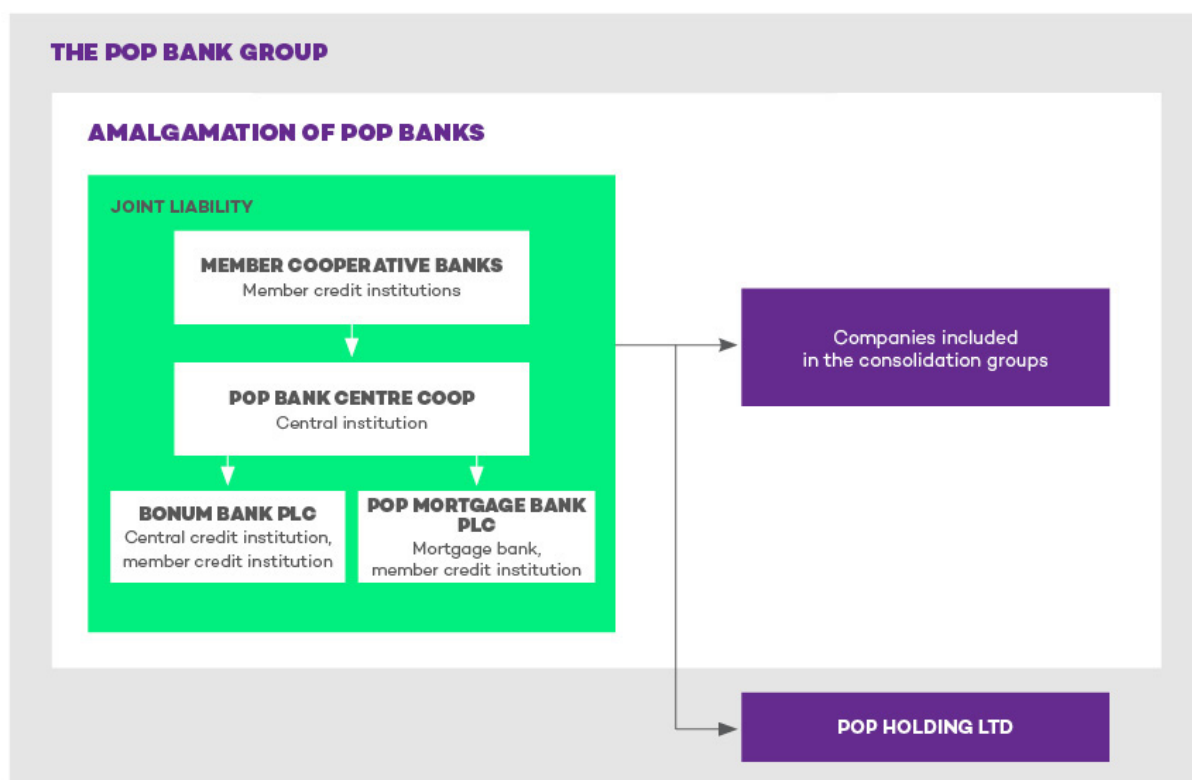 THE POP BANK GROUP
AMALGAMATION OF POP BANKS
JOINT LIABILITY
MEMBER COOPERATIVE BANKS
Member credit institutions
POP BANK CENTRE COOP
Central institution
BONUM BANK PLC
Central credit institution,
member credit institution
POP MORTGAGE BANK
PLC
Mortgage bank,
member credit institution
Companies included
in the consolidation groups
POP HOLDING LTD